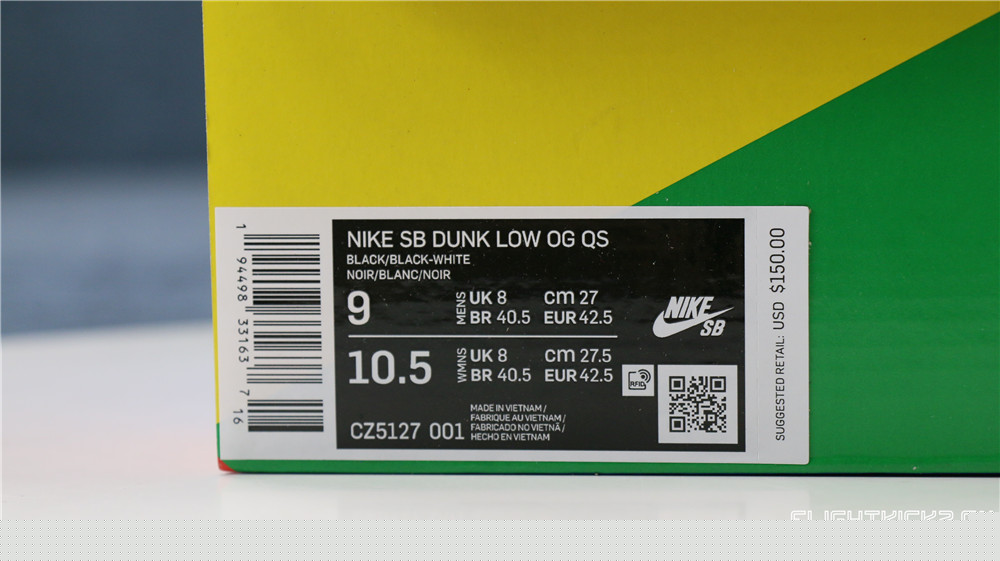 NIKE SB DUNK LOW OG QS
BLACK/BLACK-WHITE
NOIR/BLANC/NOIR
9 MENS UK 8 cm 27
BR 40.5 EUR 42.5
10.5 WMNS UK 8 cm 27.5
BR 40.5 EUR 42.5
CZ5127 001
MADE IN VIETNAM /
FABRIQUE AU VIETNAM /
FABRICADO NO VIETNÃ /
HECHO EN VIETNAM
NIKE
SB
RFID
1 94498 33163 7 16
SUGGESTED RETAIL: USD $150.00